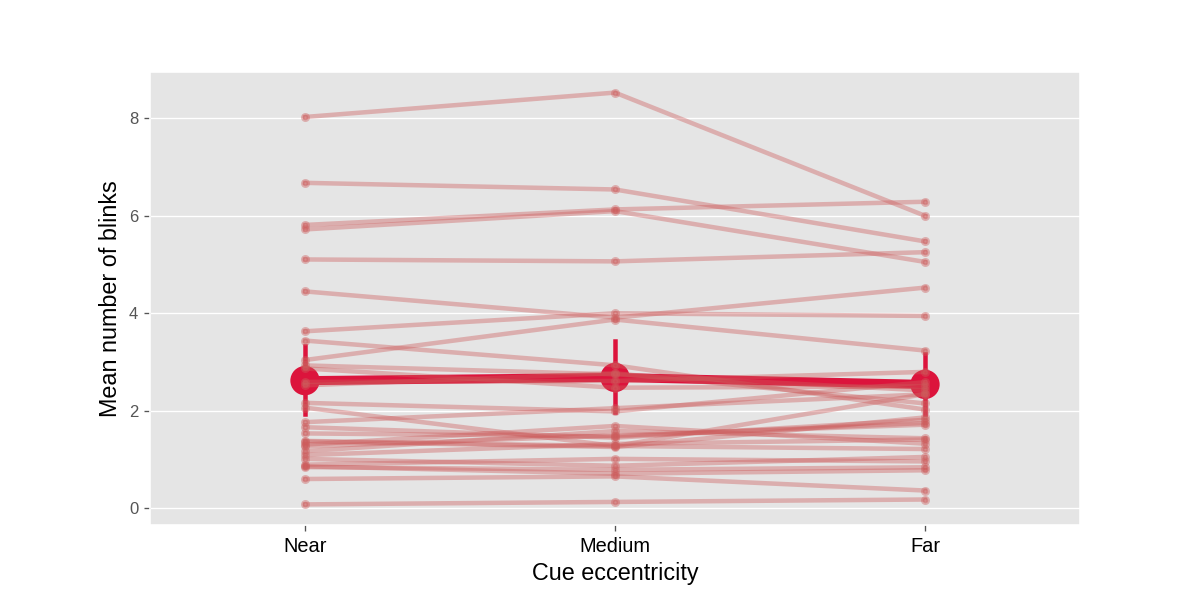 8
6
4
2
0
Mean number of blinks
Near
Medium
Far
Cue eccentricity